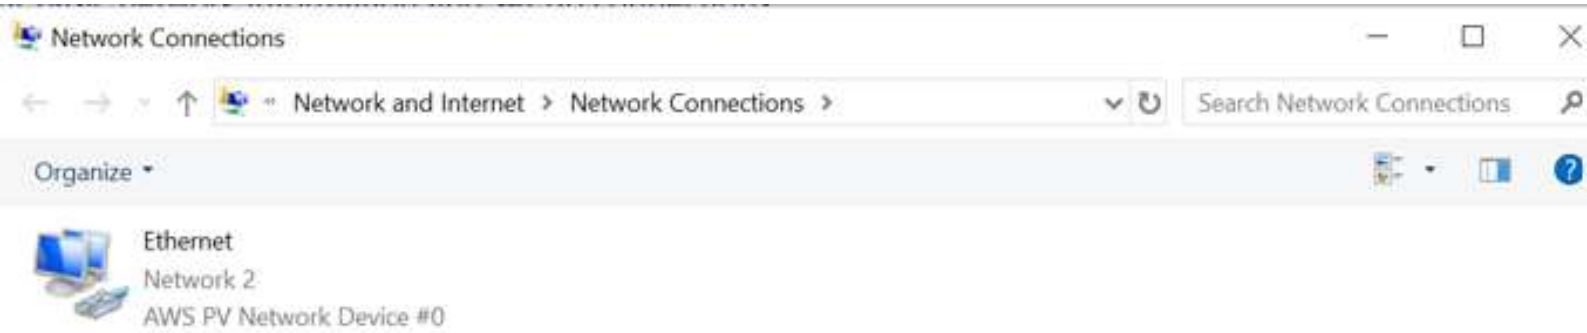 Network Connections
Network and Internet > Network Connections >
Search Network Connections
Organize
Ethernet
Network 2
AWS PV Network Device #0